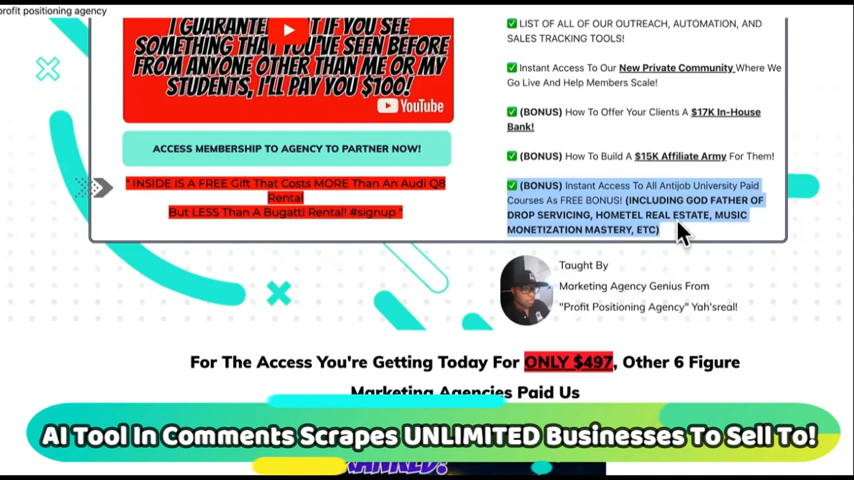 profit positioning agency
I GUARANTE T IF YOU SEE
SOMETHING THAT YOU'VE SEEN BEFORE
FROM ANYONE OTHER THAN ME OR MY
STUDENTS, I'LL PAY YOU $100!
YouTube
ACCESS MEMBERSHIP TO AGENCY TO PARTNER NOW!
" INSIDE IS A FREE Gift That Costs MORE Than An Audi Q8
Rental
But LESS Than A Bugatti Rental! #signup "
✅ LIST OF ALL OF OUR OUTREACH, AUTOMATION, AND
SALES TRACKING TOOLS!
✅ Instant Access To Our New Private Community Where We
Go Live And Help Members Scale!
✅ (BONUS) How To Offer Your Clients A $17K In-House
Bank!
✅ (BONUS) How To Build A $15K Affiliate Army For Them!
✅ (BONUS) Instant Access To All Antijob University Paid
Courses As FREE BONUS! (INCLUDING GOD FATHER OF
DROP SERVICING, HOMETEL REAL ESTATE, MUSIC
MONETIZATION MASTERY, ETC)
Taught By
Marketing Agency Genius From
"Profit Positioning Agency" Yah'sreal!
For The Access You're Getting Today For ONLY $497, Other 6 Figure
Marketing Agencies Paid Us
AI Tool In Comments Scrapes UNLIMITED Businesses To Sell To!
RANKED!